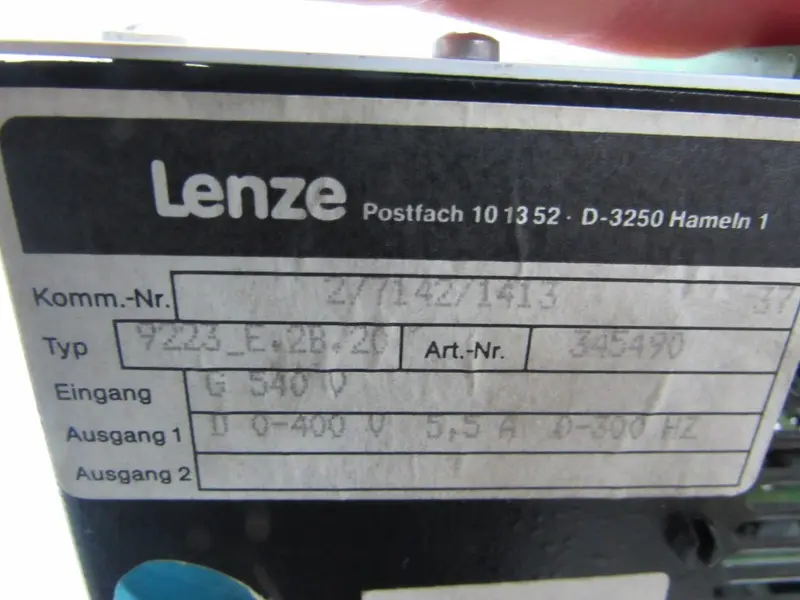 Lenze Postfach 10 13 52 · D-3250 Hameln 1
Komm.-Nr. 2/7142/1413 37
Typ 9223_E.2B.20 Art.-Nr. 345490
Eingang G 540 V
Ausgang 1 D 0-400 V 5,5 A 0-300 HZ
Ausgang 2